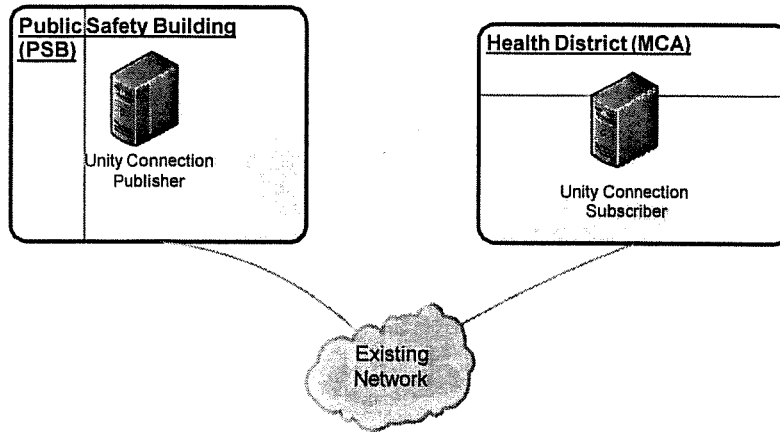 Public Safety Building
(PSB)
Unity Connection
Publisher
Health District (MCA)
Unity Connection
Subscriber
Existing
Network